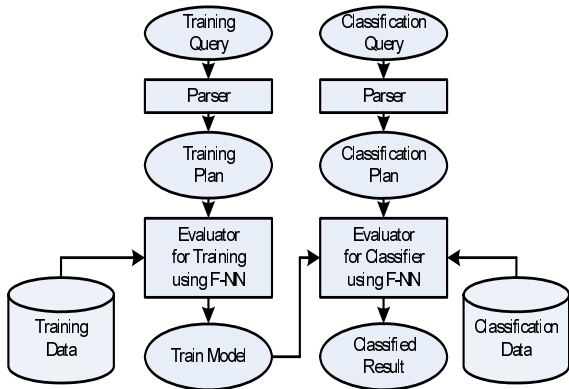 Training
Query
Classification
Query
Parser
Parser
Training
Plan
Classification
Plan
Evaluator
for Training
using F-NN
Evaluator
for Classifier
using F-NN
Training
Data
Train Model
Classified
Result
Classification
Data